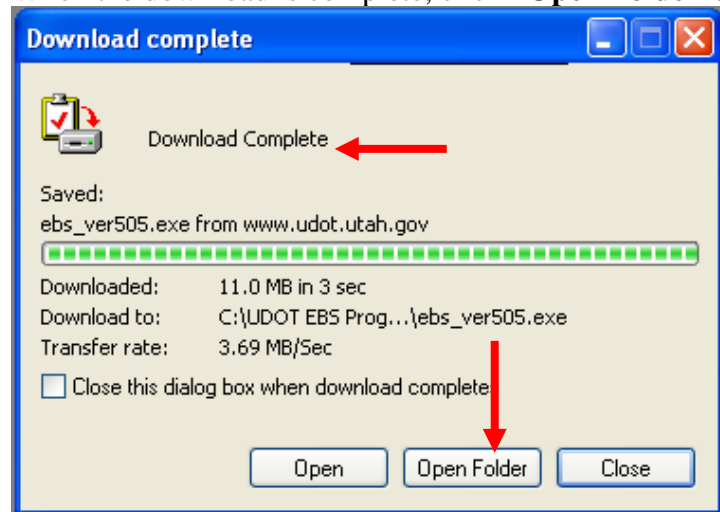 Download complete
Download Complete
Saved:
ebs_ver505.exe from www.udot.utah.gov
Downloaded: 11.0 MB in 3 sec
Download to: C:\UDOT EBS Prog...\ebs_ver505.exe
Transfer rate: 3.69 MB/Sec
Close this dialog box when download complete
Open Open Folder Close